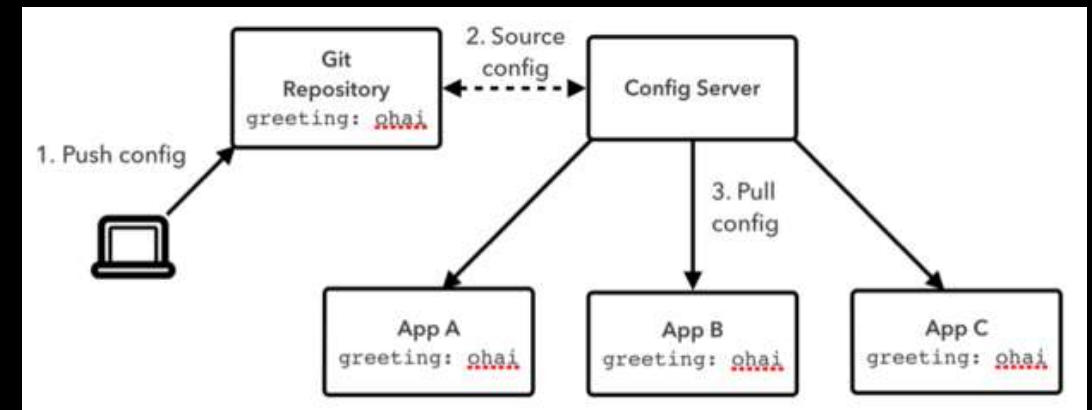 Git
Repository
greeting: ohai
2. Source
config
Config Server
1. Push config
3. Pull
config
App A
greeting: ohai
App B
greeting: ohai
App C
greeting: ohai